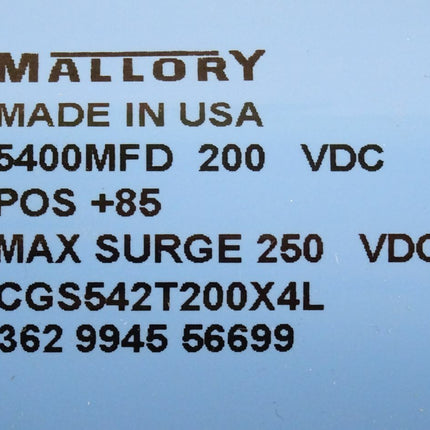 MALLORY
MADE IN USA
5400MFD 200 VDC
POS +85
MAX SURGE 250 VDC
CGS542T200X4L
362 9945 56699